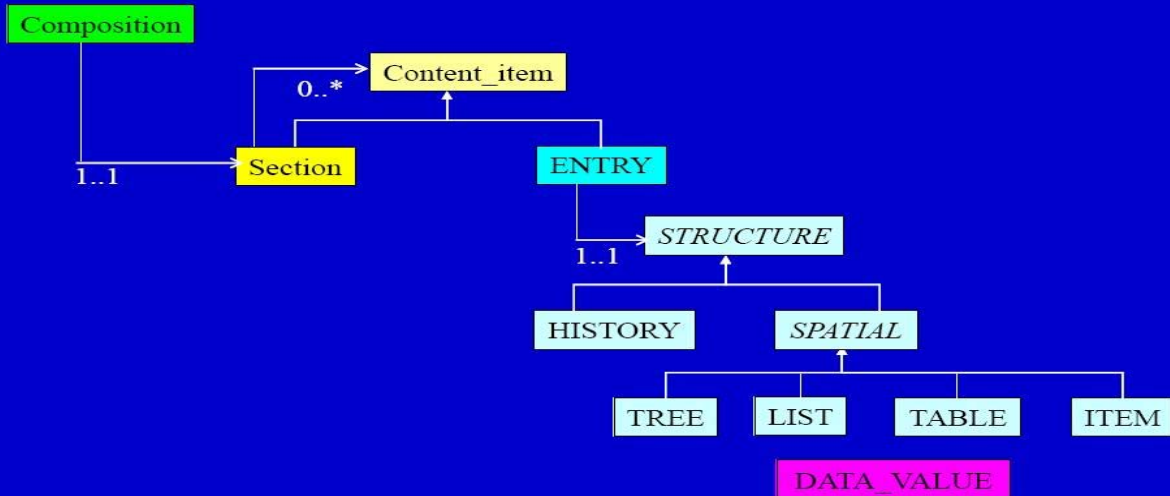 Composition
Content_item
0..*
Section
ENTRY
1..1
STRUCTURE
1..1
HISTORY
SPATIAL
TREE
LIST
TABLE
ITEM
DATA_VALUE